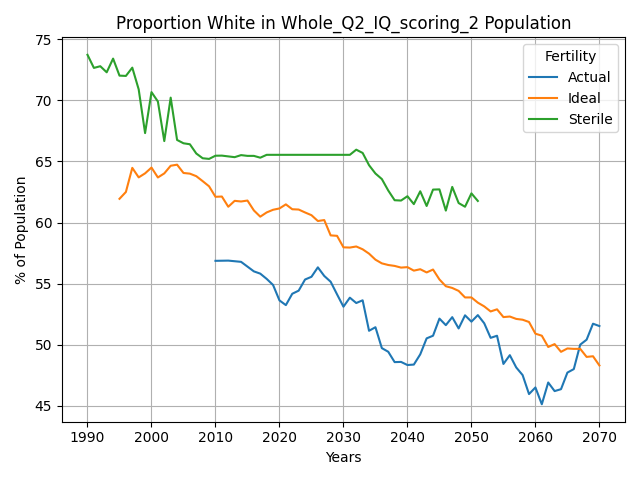 Proportion White in Whole_Q2_IQ_scoring_2 Population
75
70
65
60
55
50
45
% of Population
Fertility
Actual
Ideal
Sterile
1990 2000 2010 2020 2030 2040 2050 2060 2070
Years